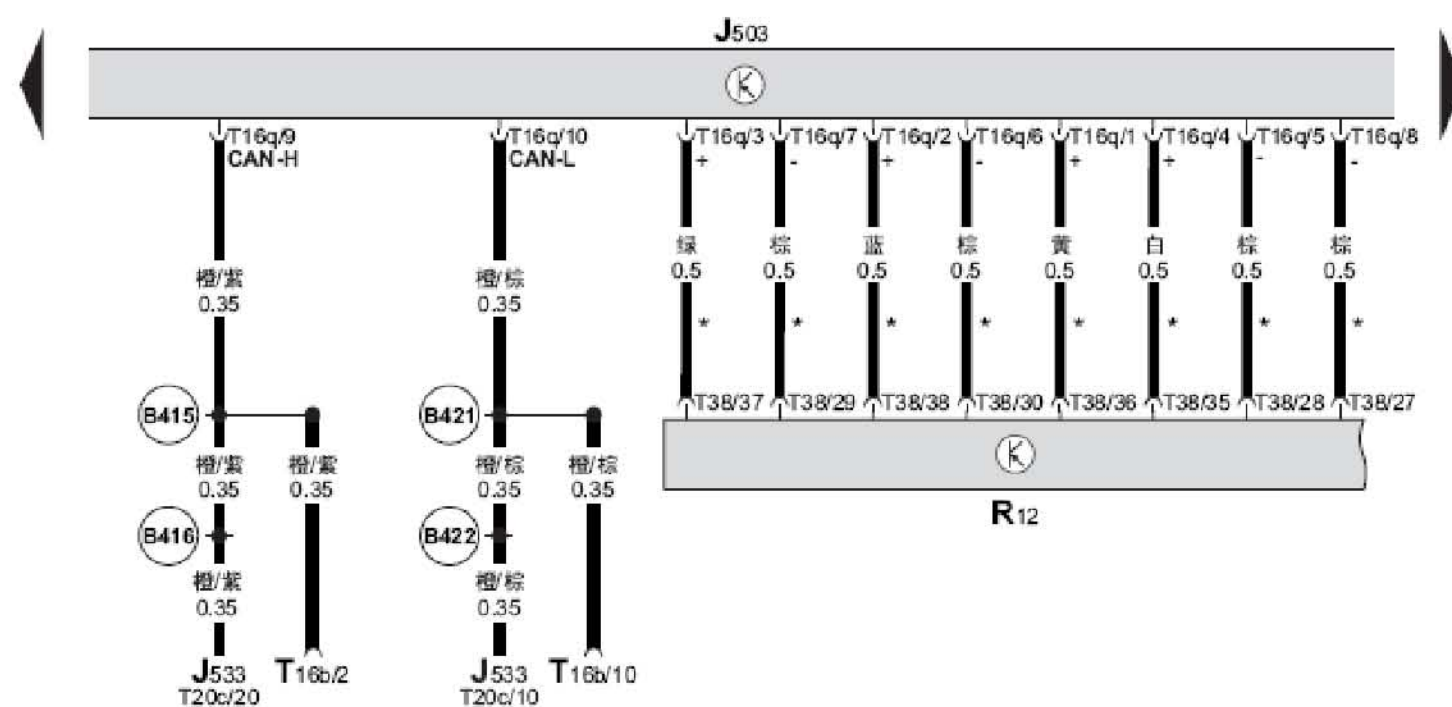 J503
T16q/9
CAN-H
T16q/10
CAN-L
T16q/3
+
T16q/7
-
T16q/2
+
T16q/6
-
T16q/1
+
T16q/4
+
T16q/5
-
T16q/8
-
绿
0.5
棕
0.5
蓝
0.5
棕
0.5
黄
0.5
白
0.5
棕
0.5
棕
0.5
橙/紫
0.35
橙/棕
0.35
* * * * * * * *
T38/37 T38/29 T38/38 T38/30 T38/36 T38/35 T38/28 T38/27
B415
B421
橙/紫
0.35
橙/紫
0.35
橙/棕
0.35
橙/棕
0.35
R12
B416
B422
橙/紫
0.35
橙/棕
0.35
J533
T20c/20
T16b/2
J533
T20c/10
T16b/10